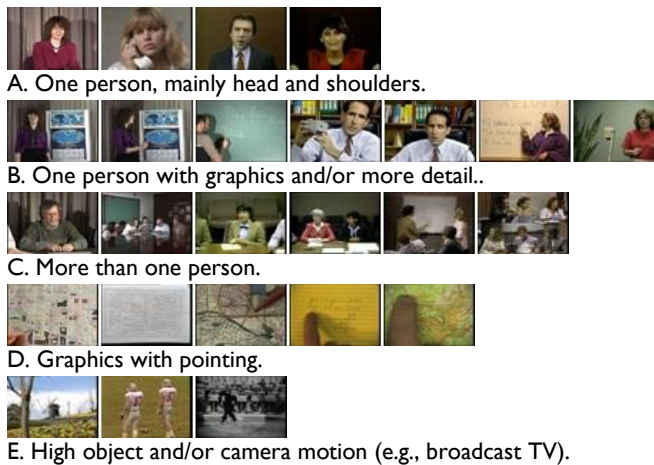 A. One person, mainly head and shoulders.
B. One person with graphics and/or more detail..
C. More than one person.
D. Graphics with pointing.
E. High object and/or camera motion (e.g., broadcast TV).